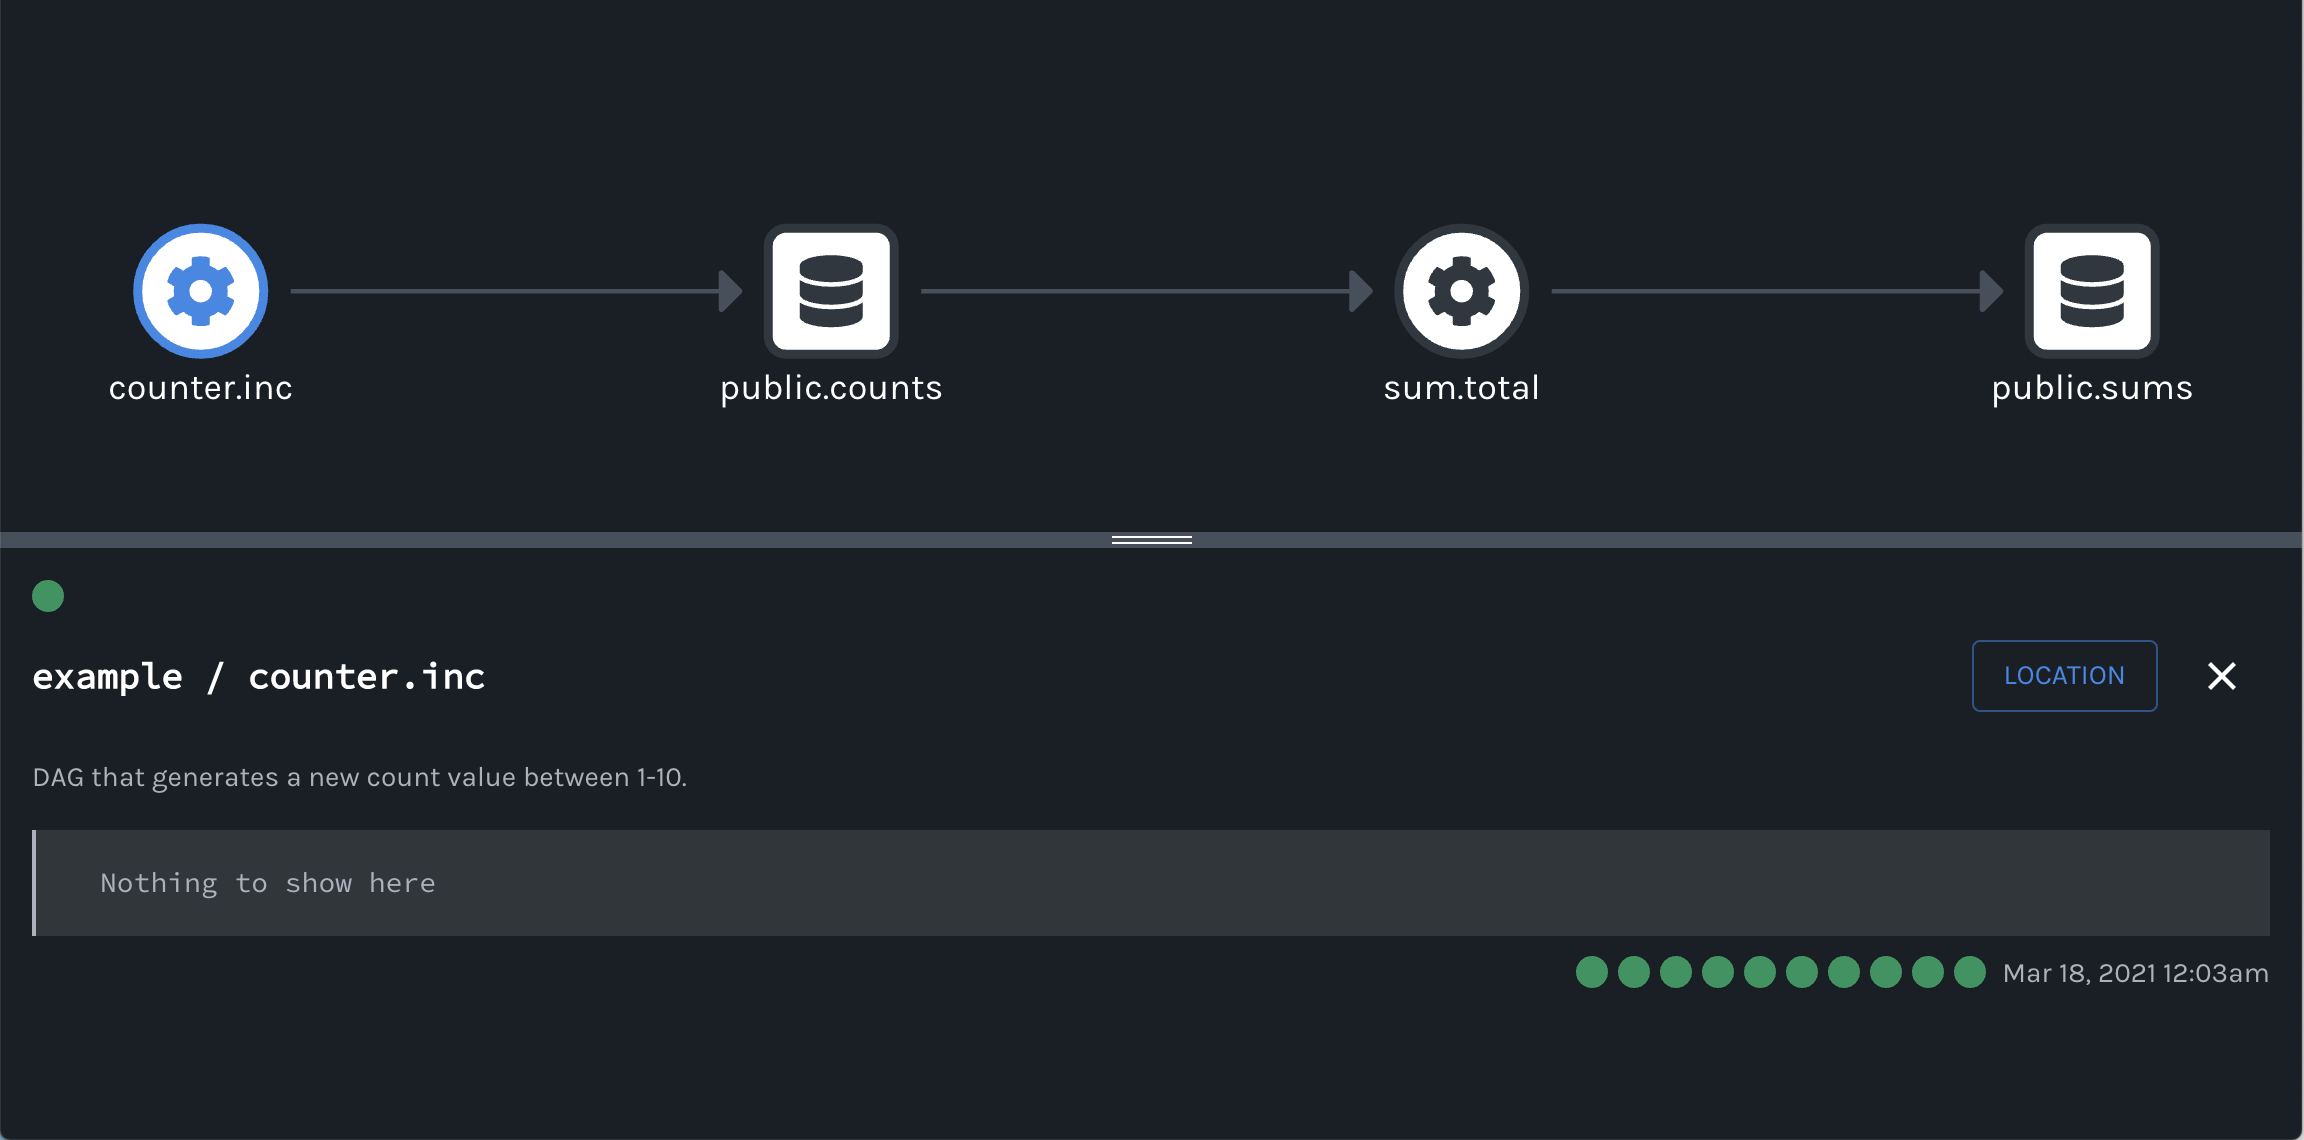 counter.inc
public.counts
sum.total
public.sums
example / counter.inc
LOCATION
DAG that generates a new count value between 1-10.
Nothing to show here
Mar 18, 2021 12:03am